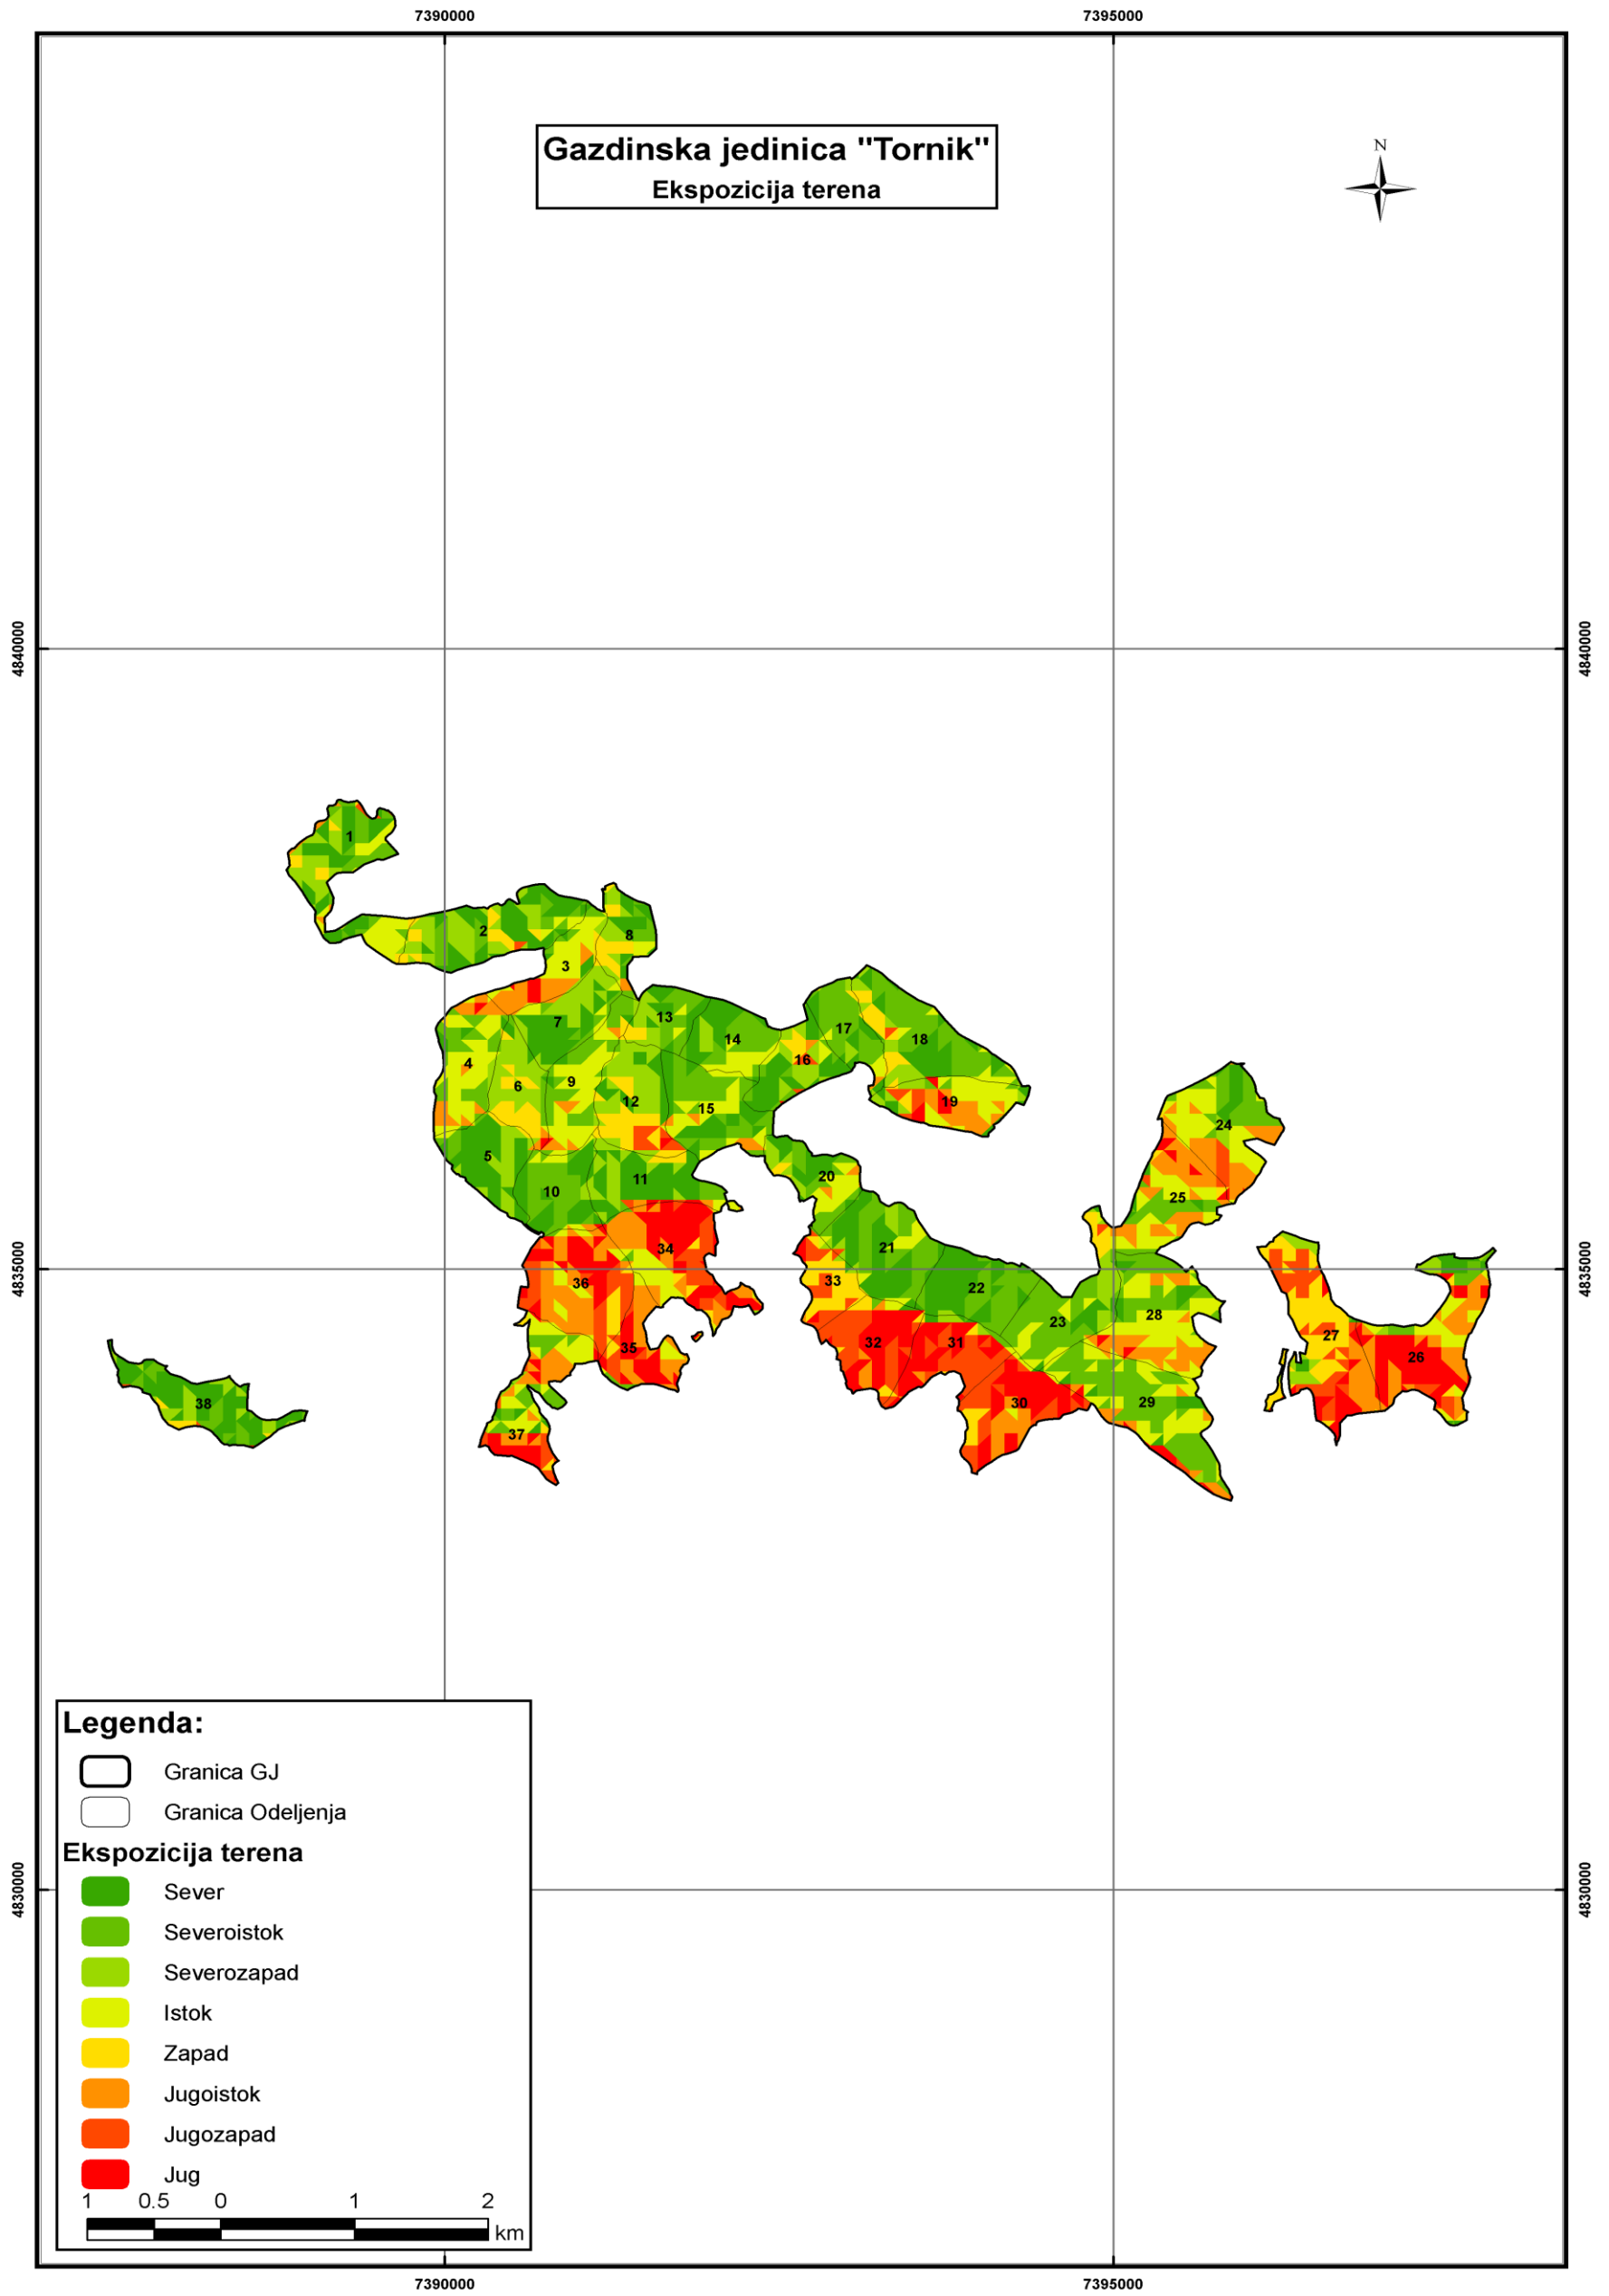 7390000
7395000
Gazdinska jedinica "Tornik"
Ekspozicija terena
N
4840000
4840000
1
2
8
3
13
7
17
14
18
16
4
6
9
12
15
19
24
5
11
20
10
25
21
34
36
33
22
28
23
27
32
31
35
26
38
30
29
37
4835000
4835000
Legenda:
Granica GJ
Granica Odeljenja
Ekspozicija terena
Sever
Severoistok
Severozapad
Istok
Zapad
Jugoistok
Jugozapad
Jug
1 0.5 0 1 2
km
4830000
4830000
7390000
7395000